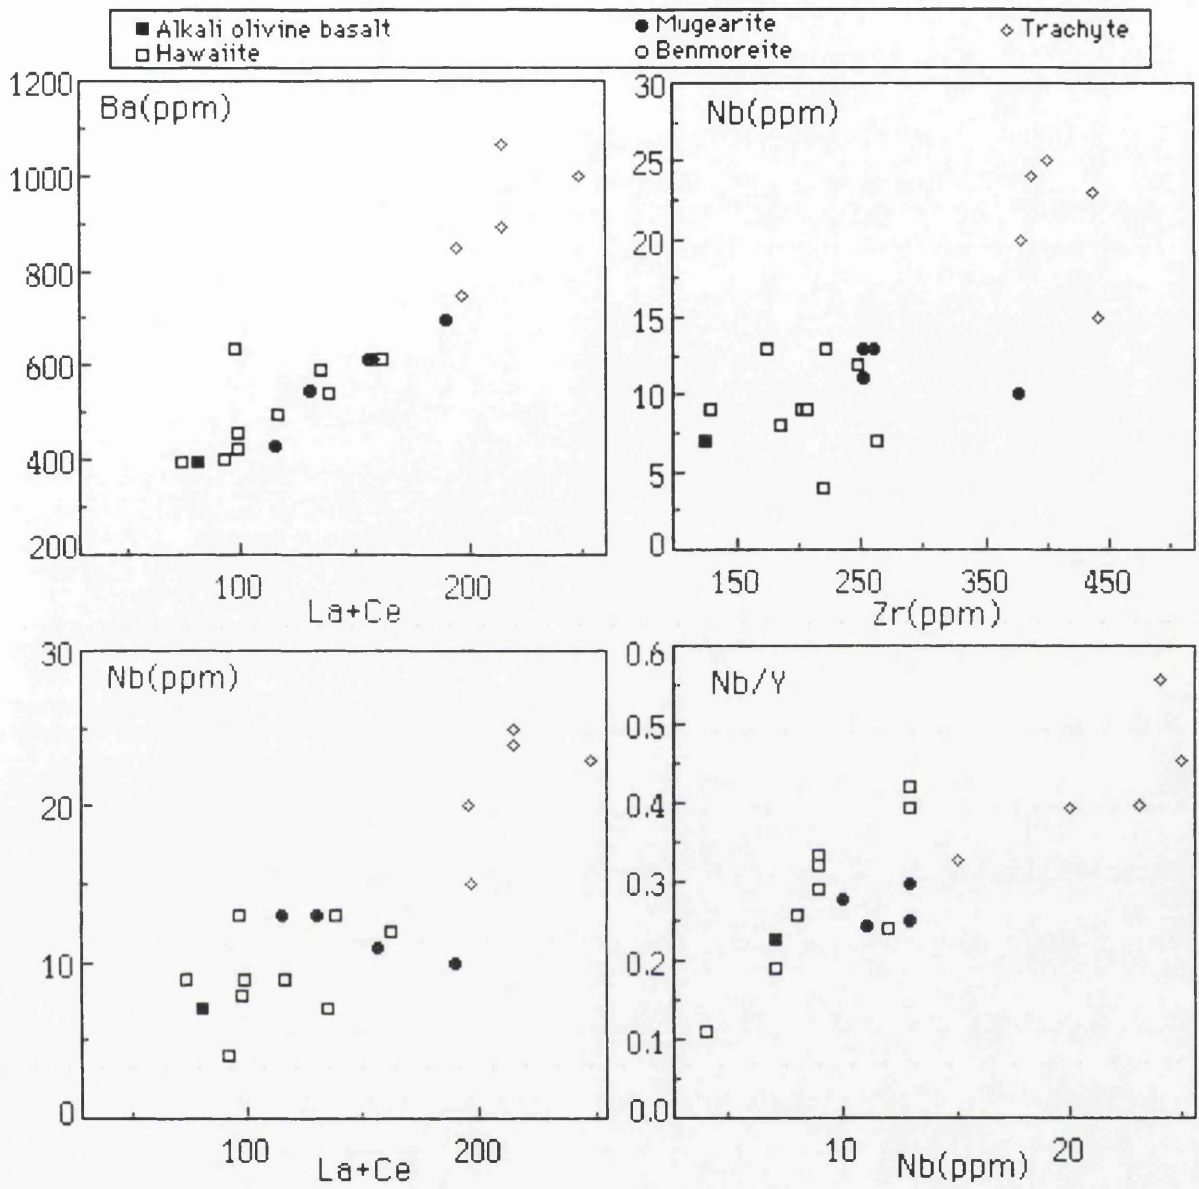 ■ Alkali olivine basalt
□ Hawaiite
● Mugearite
○ Benmoreite
◇ Trachyte
Ba(ppm)
1200
1000
800
600
400
200
100
200
La+Ce
Nb(ppm)
30
25
20
15
10
5
0
150
250
350
450
Zr(ppm)
Nb(ppm)
30
20
10
0
100
200
La+Ce
Nb/Y
0.6
0.5
0.4
0.3
0.2
0.1
0.0
10
20
Nb(ppm)